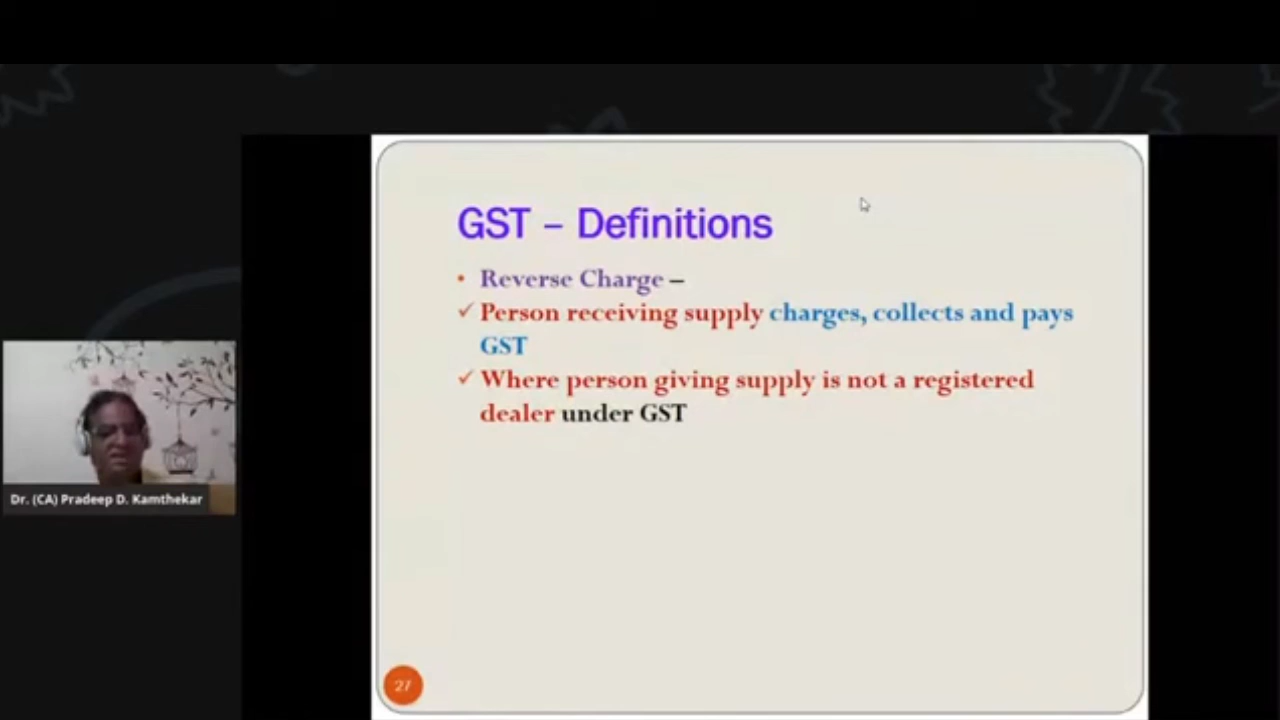 GST – Definitions
• Reverse Charge –
✓ Person receiving supply charges, collects and pays
GST
✓ Where person giving supply is not a registered
dealer under GST
Dr. (CA) Pradeep D. Kamthekar
27